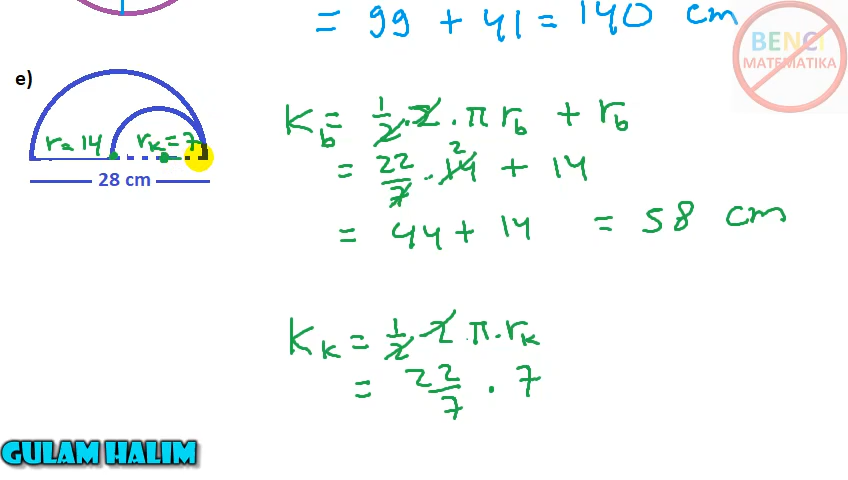 = 99 + 41 = 140 cm
BENCI
MATEMATIKA
e)
r = 14
rk = 7
28 cm
Kb = 1/2 · 2 · π rb + rb
= 22/7 · 14 2 + 14
= 44 + 14 = 58 cm
Kk = 1/2 2 π · rk
= 22/7 · 7
GULAM HALIM